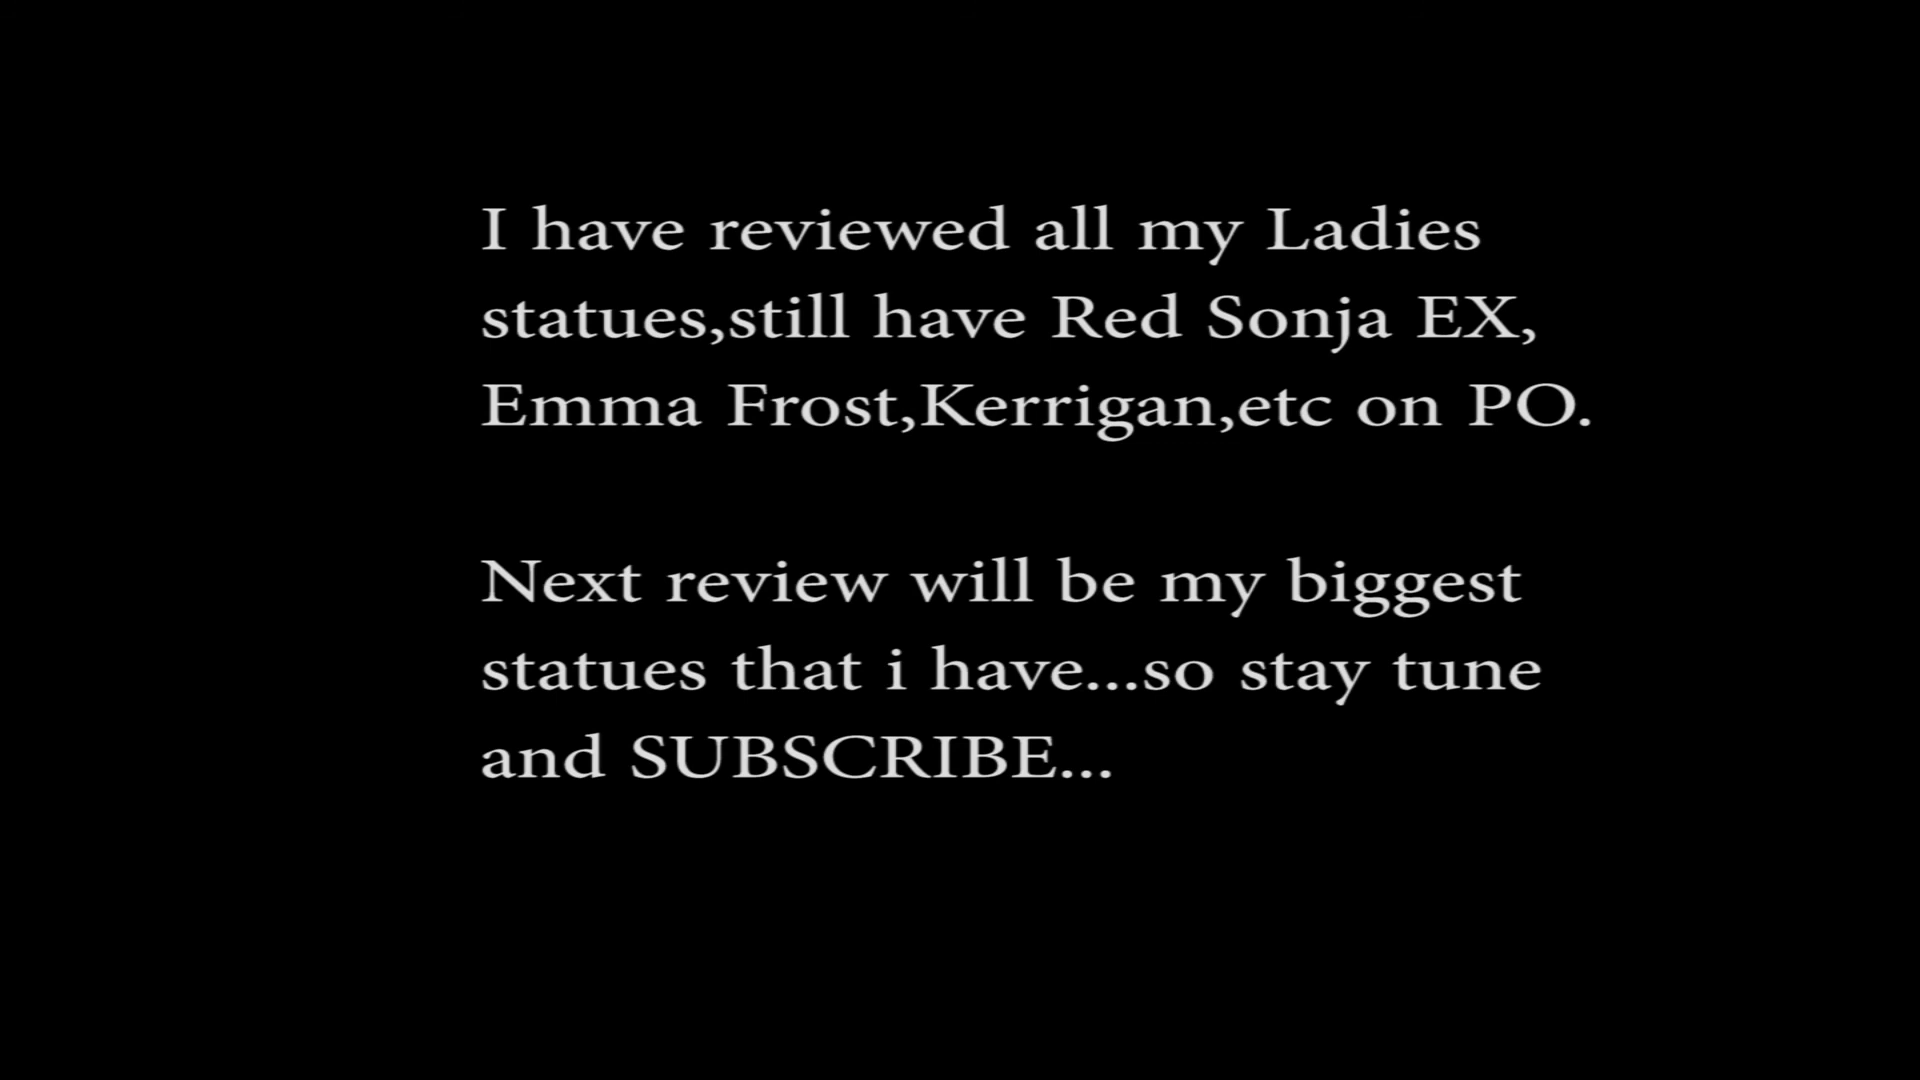 I have reviewed all my Ladies
statues,still have Red Sonja EX,
Emma Frost,Kerrigan,etc on PO.
Next review will be my biggest
statues that i have...so stay tune
and SUBSCRIBE...